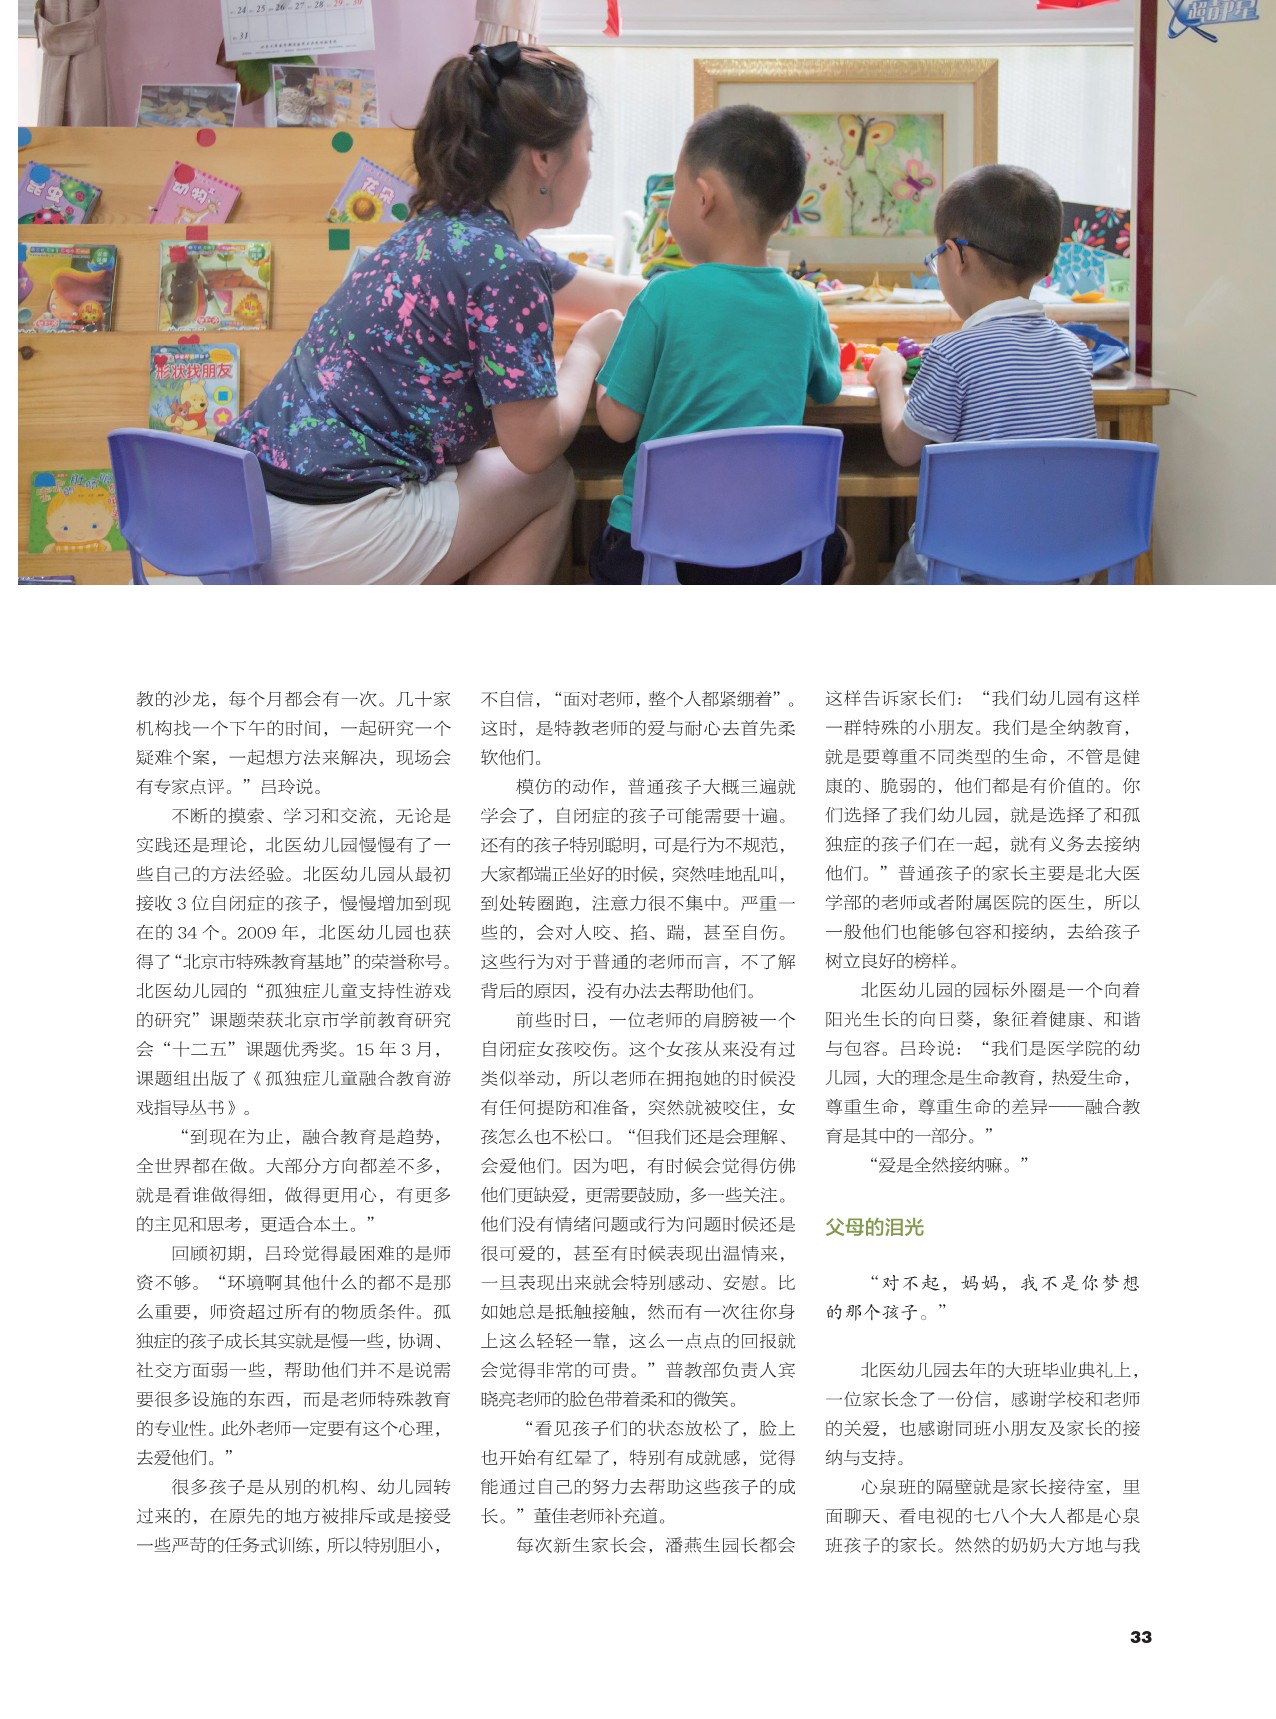 24 25 26 27 28 29 30
31
超静星
昆虫
动物
花朵
形状找朋友
教的沙龙，每个月都会有一次。几十家
机构找一个下午的时间，一起研究一个
疑难个案，一起想方法来解决，现场会
有专家点评。”吕玲说。
不断的摸索、学习和交流，无论是
实践还是理论，北医幼儿园慢慢有了一
些自己的方法经验。北医幼儿园从最初
接收 3 位自闭症的孩子，慢慢增加到现
在的 34 个。2009 年，北医幼儿园也获
得了“北京市特殊教育基地”的荣誉称号。
北医幼儿园的“孤独症儿童支持性游戏
的研究”课题荣获北京市学前教育研究
会“十二五”课题优秀奖。15 年 3 月，
课题组出版了《孤独症儿童融合教育游
戏指导丛书》。
“到现在为止，融合教育是趋势，
全世界都在做。大部分方向都差不多，
就是看谁做得细，做得更用心，有更多
的主见和思考，更适合本土。”
回顾初期，吕玲觉得最困难的是师
资不够。“环境啊其他什么的都不是那
么重要，师资超过所有的物质条件。孤
独症的孩子成长其实就是慢一些，协调、
社交方面弱一些，帮助他们并不是说需
要很多设施的东西，而是老师特殊教育
的专业性。此外老师一定要有这个心理，
去爱他们。”
很多孩子是从别的机构、幼儿园转
过来的，在原先的地方被排斥或是接受
一些严苛的任务式训练，所以特别胆小，
不自信，“面对老师，整个人都紧绷着”。
这时，是特教老师的爱与耐心去首先柔
软他们。
模仿的动作，普通孩子大概三遍就
学会了，自闭症的孩子可能需要十遍。
还有的孩子特别聪明，可是行为不规范，
大家都端正坐好的时候，突然哇地乱叫，
到处转圈跑，注意力很不集中。严重一
些的，会对人咬、掐、踹，甚至自伤。
这些行为对于普通的老师而言，不了解
背后的原因，没有办法去帮助他们。
前些时日，一位老师的肩膀被一个
自闭症女孩咬伤。这个女孩从来没有过
类似举动，所以老师在拥抱她的时候没
有任何提防和准备，突然就被咬住，女
孩怎么也不松口。“但我们还是会理解、
会爱他们。因为吧，有时候会觉得仿佛
他们更缺爱，更需要鼓励，多一些关注。
他们没有情绪问题或行为问题时候还是
很可爱的，甚至有时候表现出温情来，
一旦表现出来就会特别感动、安慰。比
如她总是抵触接触，然而有一次往你身
上这么轻轻一靠，这么一点点的回报就
会觉得非常的可贵。”普教部负责人宾
晓亮老师的脸色带着柔和的微笑。
“看见孩子们的状态放松了，脸上
也开始有红晕了，特别有成就感，觉得
能通过自己的努力去帮助这些孩子的成
长。”董佳老师补充道。
每次新生家长会，潘燕生园长都会
这样告诉家长们：“我们幼儿园有这样
一群特殊的小朋友。我们是全纳教育，
就是要尊重不同类型的生命，不管是健
康的、脆弱的，他们都是有价值的。你
们选择了我们幼儿园，就是选择了和孤
独症的孩子们在一起，就有义务去接纳
他们。”普通孩子的家长主要是北大医
学部的老师或者附属医院的医生，所以
一般他们也能够包容和接纳，去给孩子
树立良好的榜样。
北医幼儿园的园标外圈是一个向着
阳光生长的向日葵，象征着健康、和谐
与包容。吕玲说：“我们是医学院的幼
儿园，大的理念是生命教育，热爱生命，
尊重生命，尊重生命的差异——融合教
育是其中的一部分。”
“爱是全然接纳嘛。”
父母的泪光
“对不起，妈妈，我不是你梦想
的那个孩子。”
北医幼儿园去年的大班毕业典礼上，
一位家长念了一份信，感谢学校和老师
的关爱，也感谢同班小朋友及家长的接
纳与支持。
心泉班的隔壁就是家长接待室，里
面聊天、看电视的七八个大人都是心泉
班孩子的家长。然然的奶奶大方地与我
33